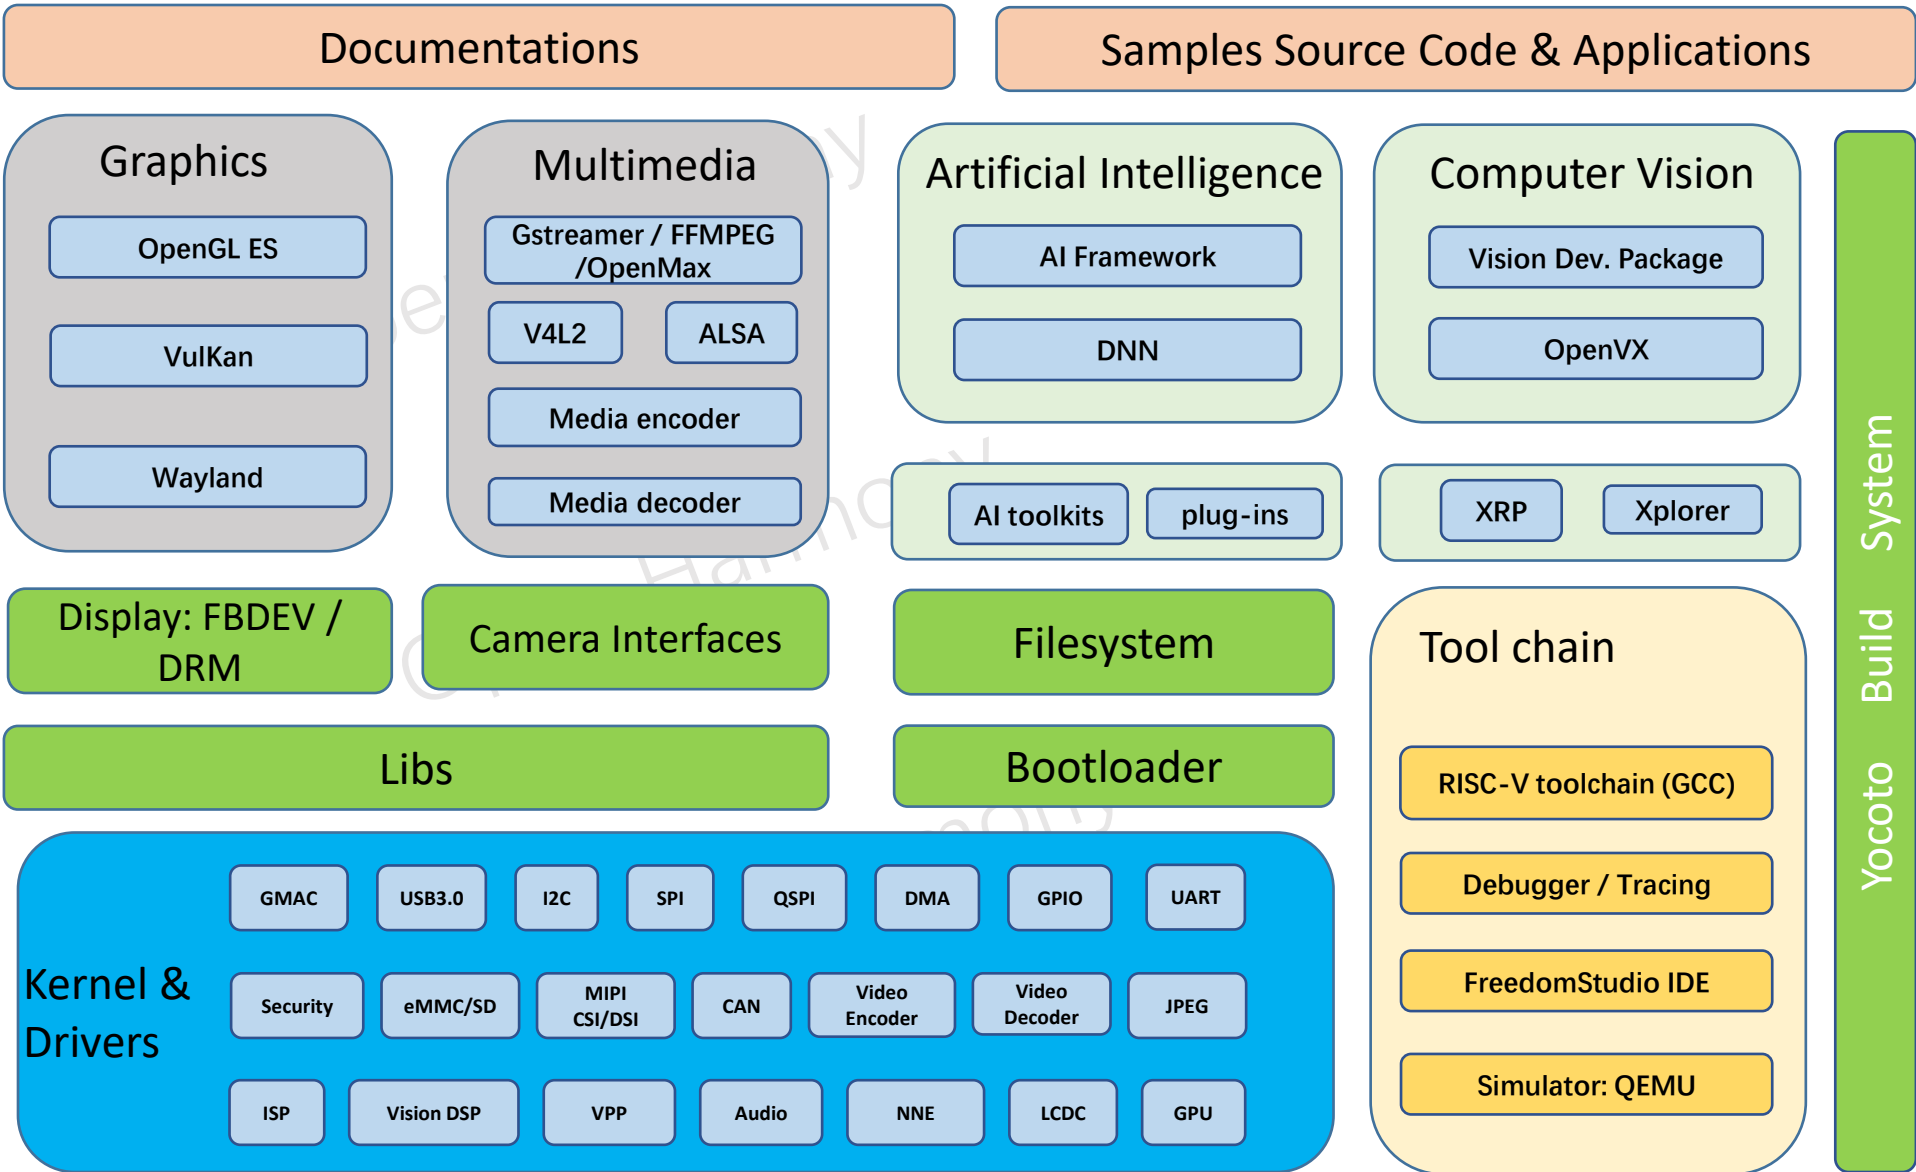 Documentations
Samples Source Code & Applications
Graphics
OpenGL ES
VulKan
Wayland
Multimedia
Gstreamer / FFMPEG
/OpenMax
V4L2
ALSA
Media encoder
Media decoder
Artificial Intelligence
AI Framework
DNN
AI toolkits
plug-ins
Computer Vision
Vision Dev. Package
OpenVX
XRP
Xplorer
Display: FBDEV /
DRM
Camera Interfaces
Filesystem
Libs
Bootloader
Tool chain
RISC-V toolchain (GCC)
Debugger / Tracing
FreedomStudio IDE
Simulator: QEMU
Yocoto Build System
Kernel &
Drivers
GMAC
USB3.0
I2C
SPI
QSPI
DMA
GPIO
UART
Security
eMMC/SD
MIPI
CSI/DSI
CAN
Video
Encoder
Video
Decoder
JPEG
ISP
Vision DSP
VPP
Audio
NNE
LCDC
GPU